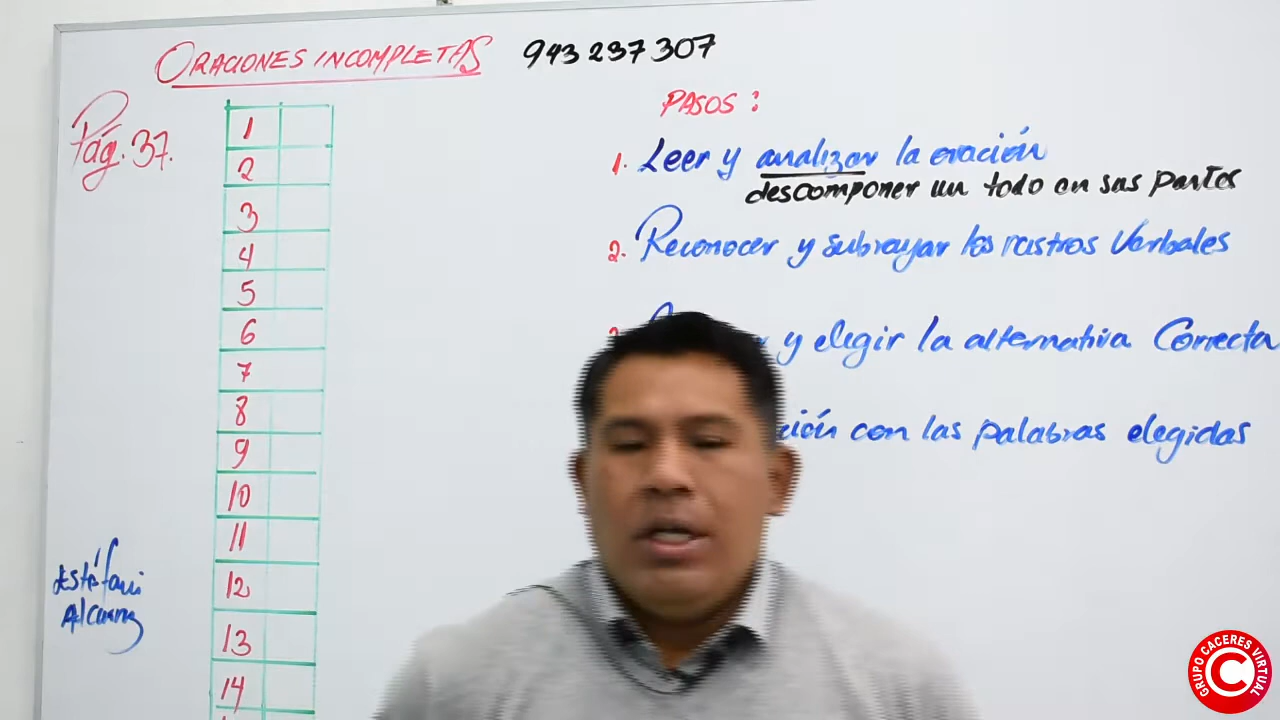 ORACIONES INCOMPLETAS 943 237 307
Pág. 37.
1
2
3
4
5
6
7
8
9
10
11
12
13
14
PASOS :
1. Leer y analizar la oración
descomponer un todo en sus partes
2. Reconocer y subrayar los rastros verbales
y elegir la alternativa correcta
con las palabras elegidas
Estéfani
GRUPO CACERES VIRTUAL
C